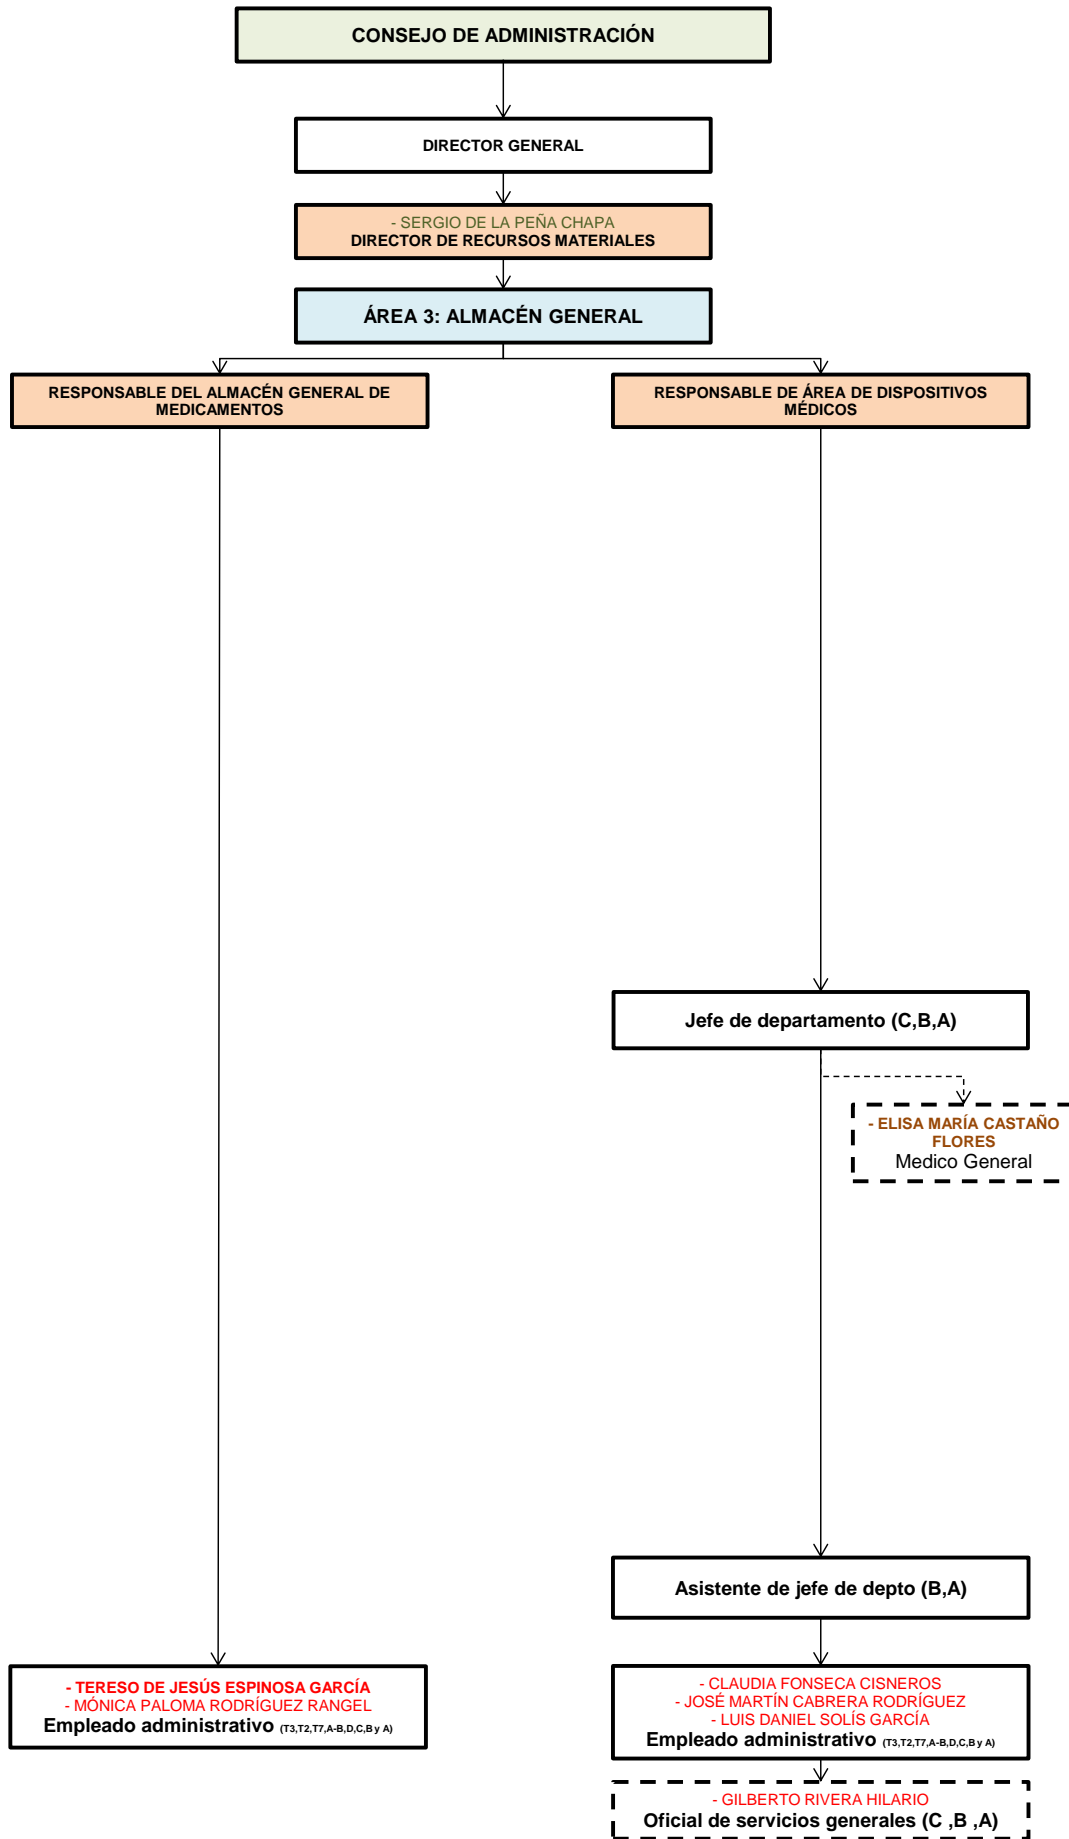 CONSEJO DE ADMINISTRACIÓN
DIRECTOR GENERAL
- SERGIO DE LA PEÑA CHAPA
DIRECTOR DE RECURSOS MATERIALES
ÁREA 3: ALMACÉN GENERAL
RESPONSABLE DEL ALMACÉN GENERAL DE
MEDICAMENTOS
RESPONSABLE DE ÁREA DE DISPOSITIVOS
MÉDICOS
Jefe de departamento (C,B,A)
- ELISA MARÍA CASTAÑO
FLORES
Medico General
Asistente de jefe de depto (B,A)
- TERESO DE JESÚS ESPINOSA GARCÍA
- MÓNICA PALOMA RODRÍGUEZ RANGEL
Empleado administrativo (T3,T2,T7,A-B,D,C,B y A)
- CLAUDIA FONSECA CISNEROS
- JOSÉ MARTÍN CABRERA RODRÍGUEZ
- LUIS DANIEL SOLÍS GARCÍA
Empleado administrativo (T3,T2,T7,A-B,D,C,B y A)
- GILBERTO RIVERA HILARIO
Oficial de servicios generales (C ,B ,A)